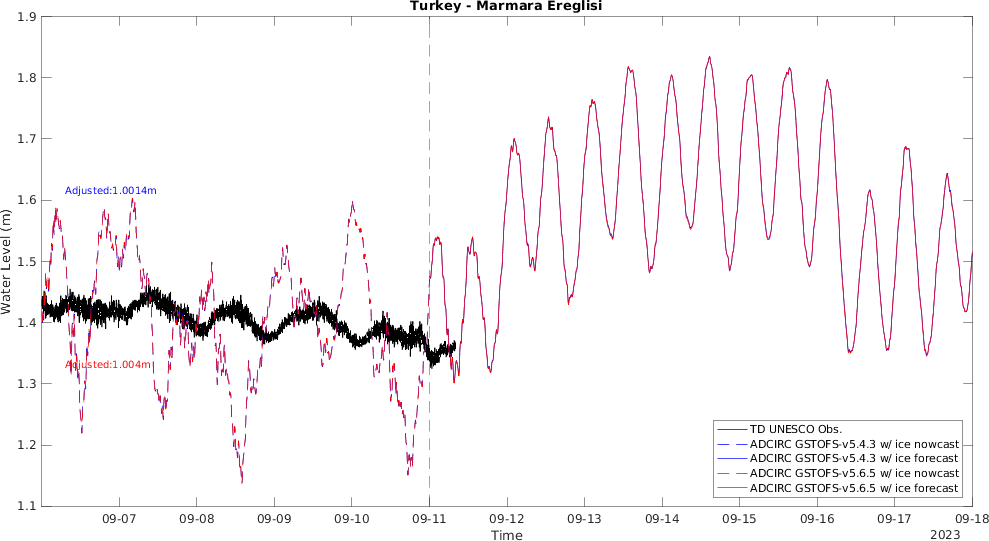 Turkey - Marmara Ereglisi
1.9
1.8
1.7
1.6
1.5
1.4
1.3
1.2
1.1
Water Level (m)
Adjusted:1.0014m
Adjusted:1.004m
TD UNESCO Obs.
ADCIRC GSTOFS-v5.4.3 w/ ice nowcast
ADCIRC GSTOFS-v5.4.3 w/ ice forecast
ADCIRC GSTOFS-v5.6.5 w/ ice nowcast
ADCIRC GSTOFS-v5.6.5 w/ ice forecast
09-07 09-08 09-09 09-10 09-11 09-12 09-13 09-14 09-15 09-16 09-17 09-18
Time
2023